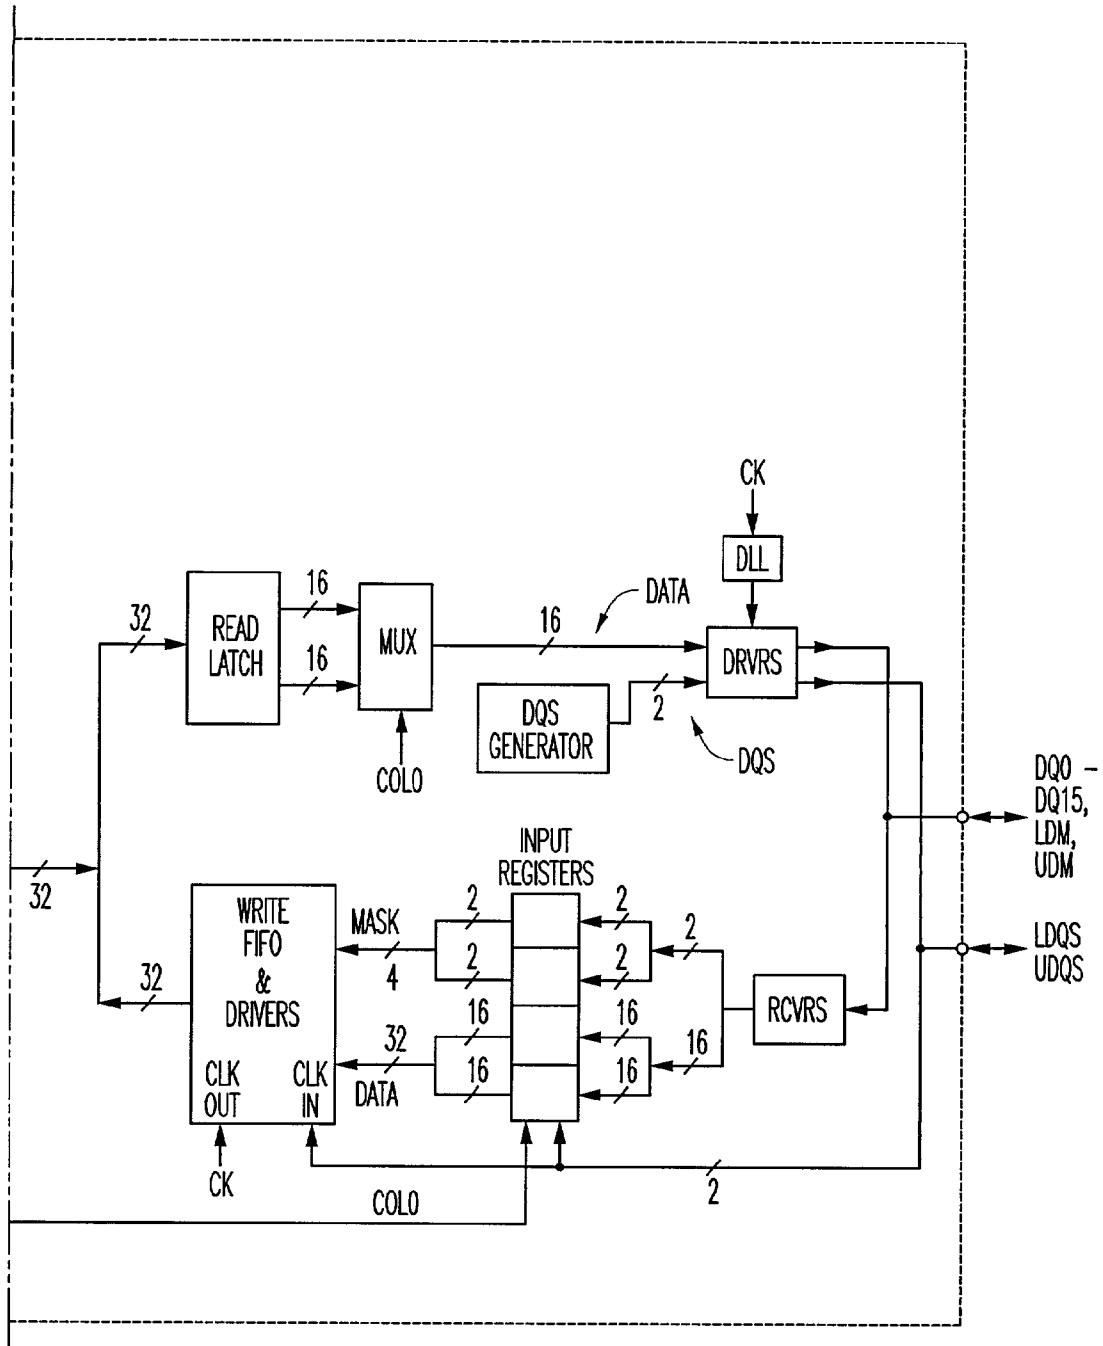 CK
DLL
16
DATA
32
READ
LATCH
MUX
16
DRVRS
16
2
DQS
GENERATOR
DQS
COL0
DQ0 -
DQ15,
LDM,
UDM
INPUT
REGISTERS
32
WRITE
FIFO
&
DRIVERS
MASK
4
2
2
2
2
2
LDQS
UDQS
32
RCVRS
16
16
32
16
16
16
DATA
CLK
OUT
CLK
IN
CK
2
COL0